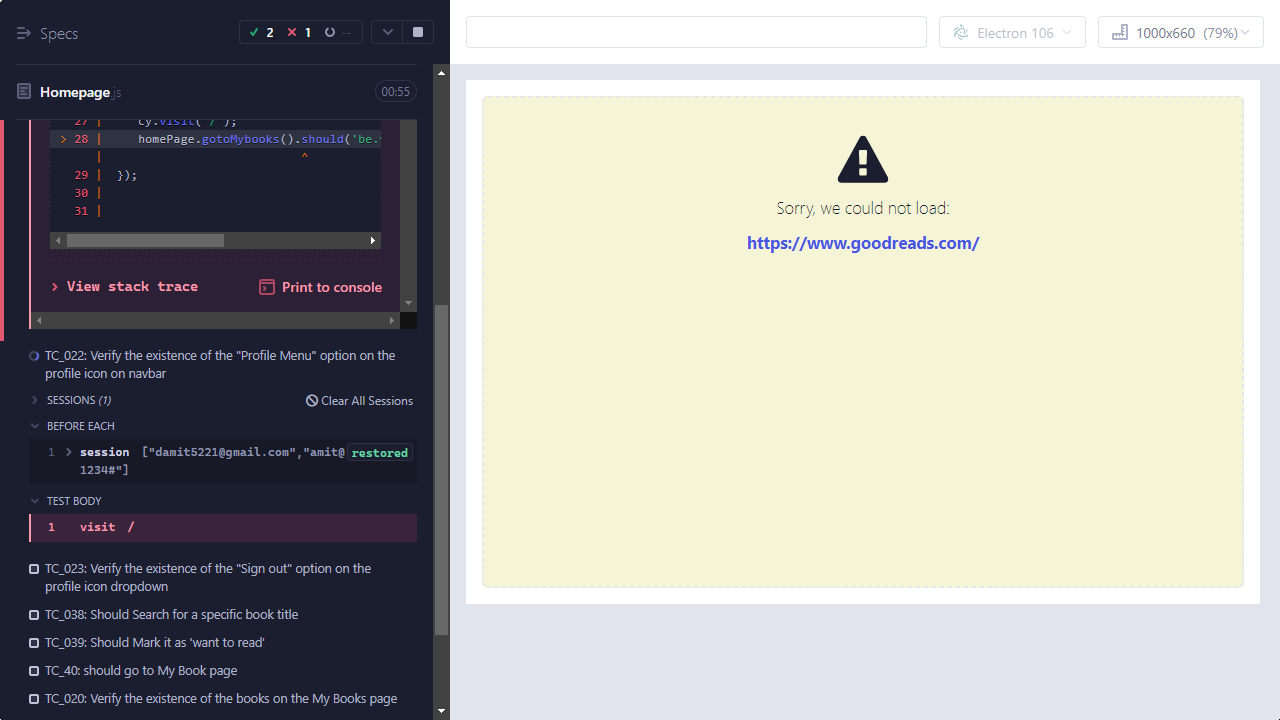 Specs
2
1
--
Homepage.js
00:55
27 | cy.visit('/');
> 28 | homePage.gotoMybooks().should('be.
| ^
29 | });
30 |
31 |
View stack trace
Print to console
TC_022: Verify the existence of the "Profile Menu" option on the
profile icon on navbar
SESSIONS (1)
Clear All Sessions
BEFORE EACH
1 session ["damit5221@gmail.com","amit@ restored
1234#"]
TEST BODY
1 visit /
TC_023: Verify the existence of the "Sign out" option on the
profile icon dropdown
TC_038: Should Search for a specific book title
TC_039: Should Mark it as 'want to read'
TC_40: should go to My Book page
TC_020: Verify the existence of the books on the My Books page
Electron 106
1000x660 (79%)
Sorry, we could not load:
https://www.goodreads.com/